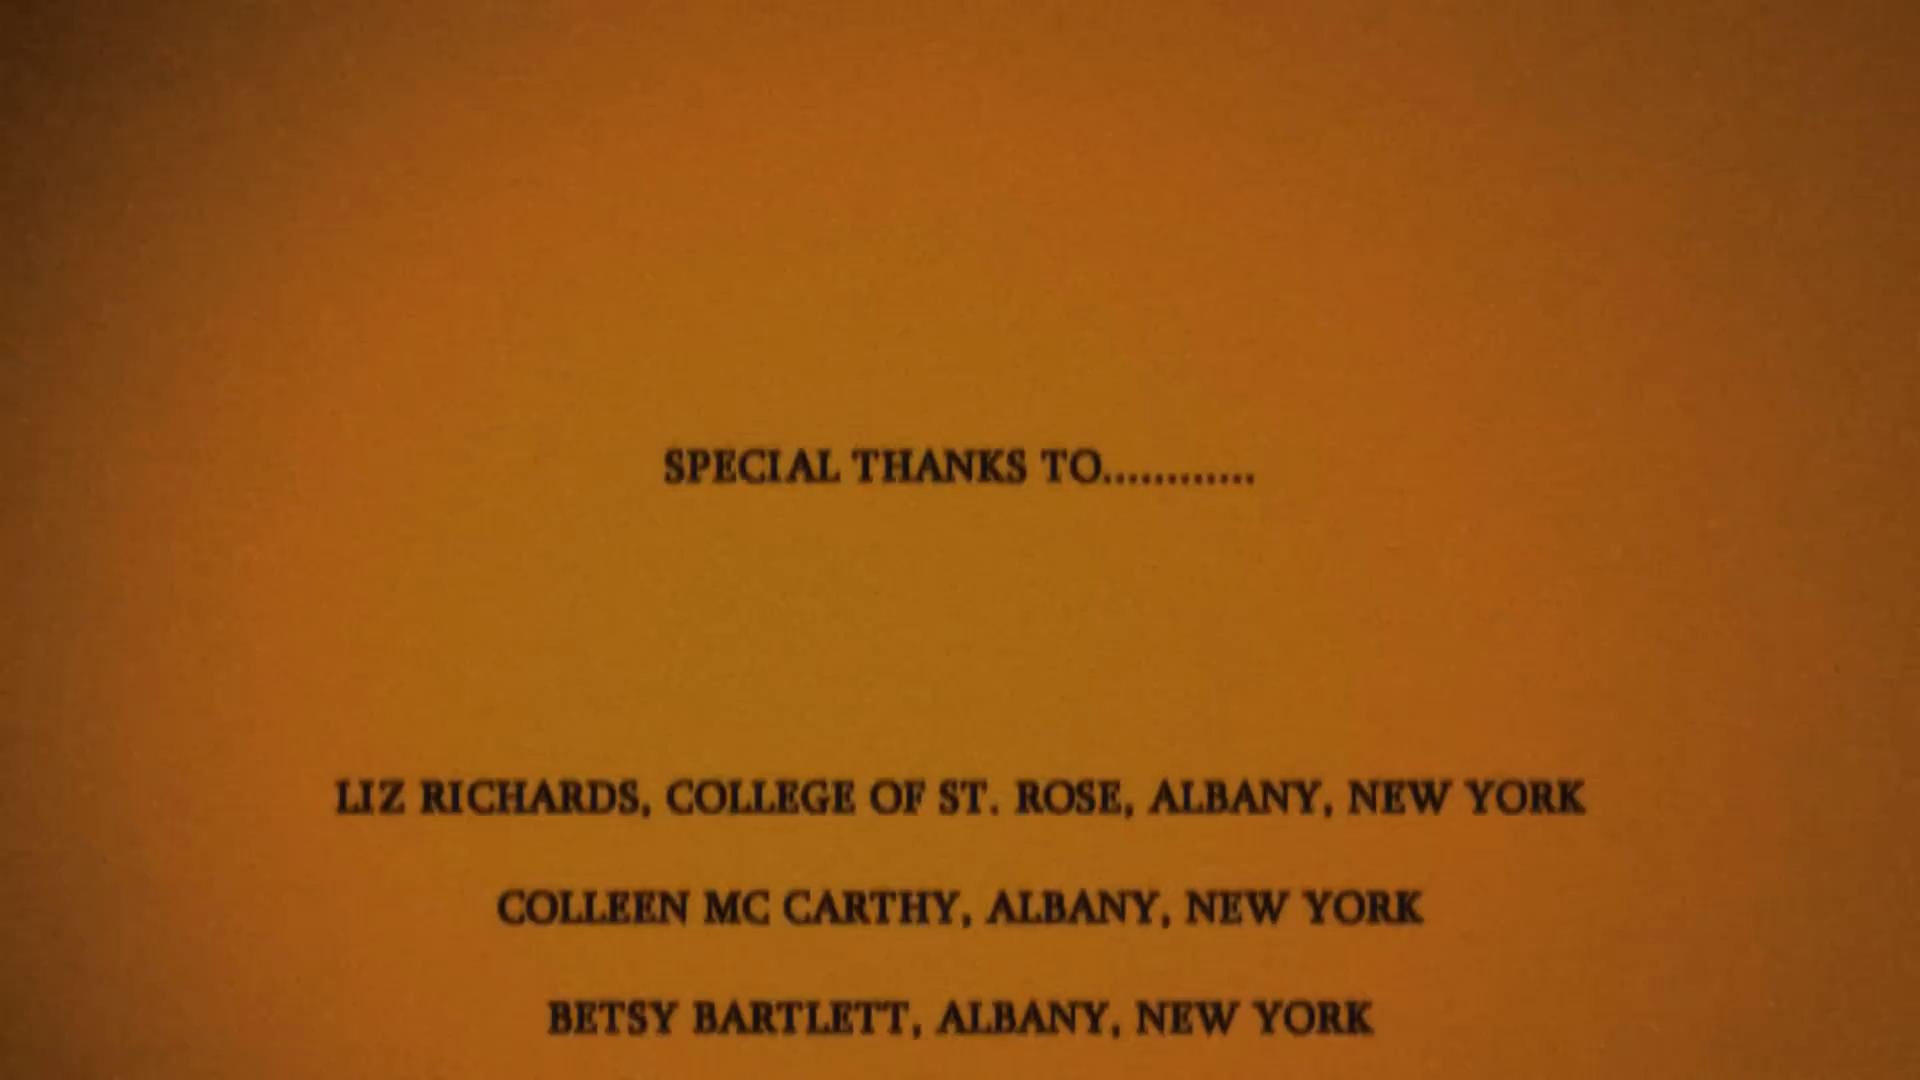 SPECIAL THANKS TO............
LIZ RICHARDS, COLLEGE OF ST. ROSE, ALBANY, NEW YORK
COLLEEN MC CARTHY, ALBANY, NEW YORK
BETSY BARTLETT, ALBANY, NEW YORK